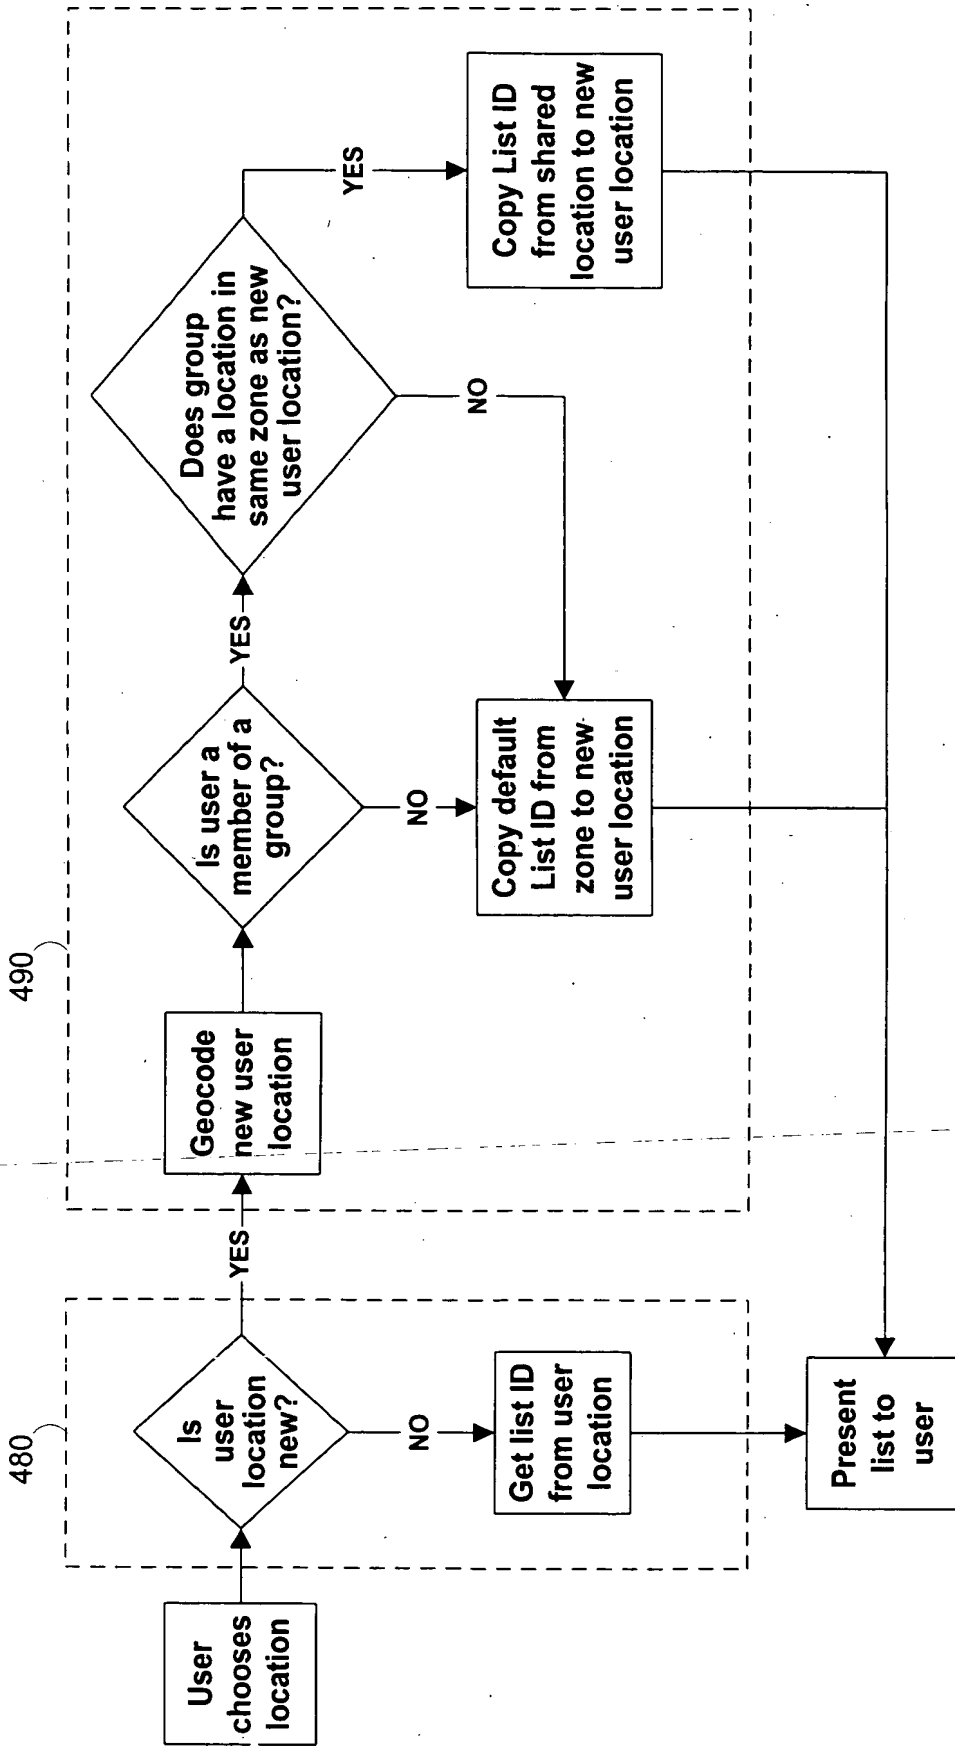 480
490
User
chooses
location
Is
user
location
new?
YES
NO
Get list ID
from user
location
Geocode
new user
location
Is user a
member of a
group?
YES
NO
Copy default
List ID from
zone to new
user location
Does group
have a location in
same zone as new
user location?
YES
NO
Copy List ID
from shared
location to new
user location
Present
list to
user